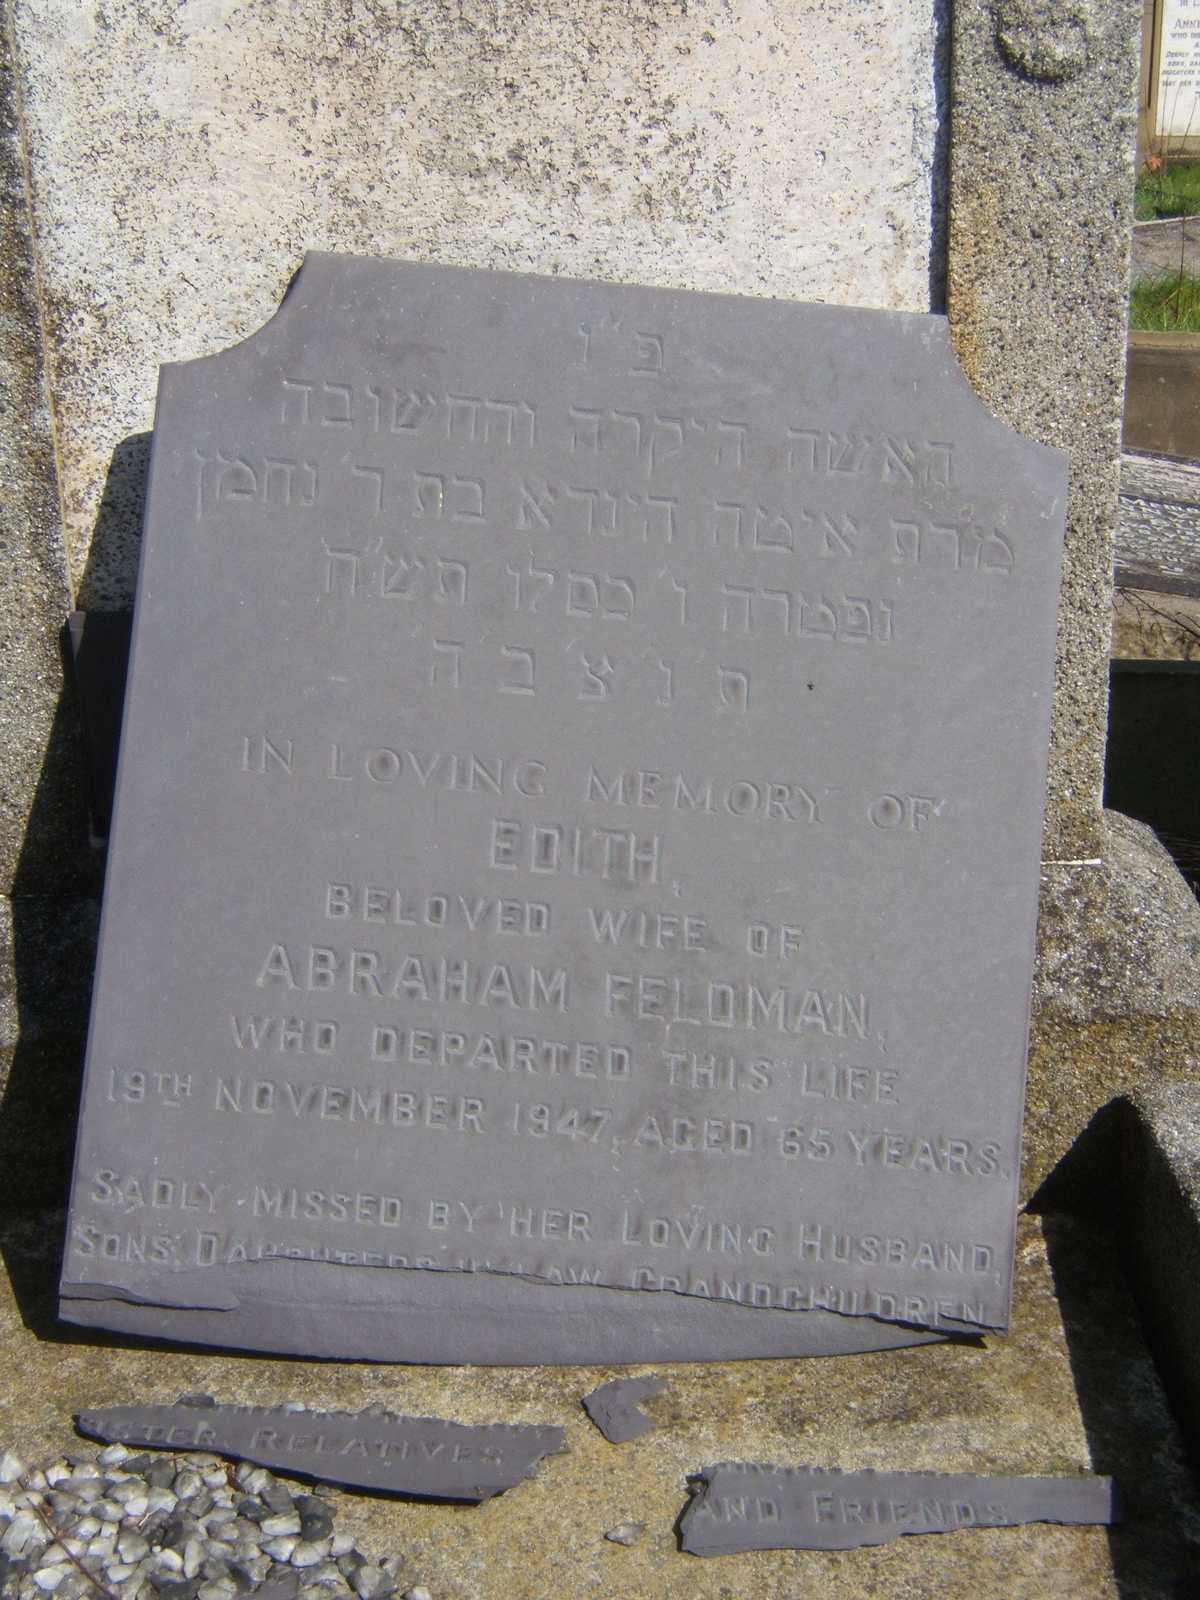 פ״נ
האשה היקרה והחשובה
מרת איטה הינדא בת ר׳ נחמן
נפטרה ו׳ כסלו תש״ח
ת׳ נ׳ צ׳ ב׳ ה
IN LOVING MEMORY OF
EDITH,
BELOVED WIFE OF
ABRAHAM FELDMAN,
WHO DEPARTED THIS LIFE
19TH NOVEMBER 1947, AGED 65 YEARS.
SADLY MISSED BY HER LOVING HUSBAND,
SONS, DAUGHTERS IN LAW, GRANDCHILDREN,
SISTER RELATIVES
AND FRIENDS.